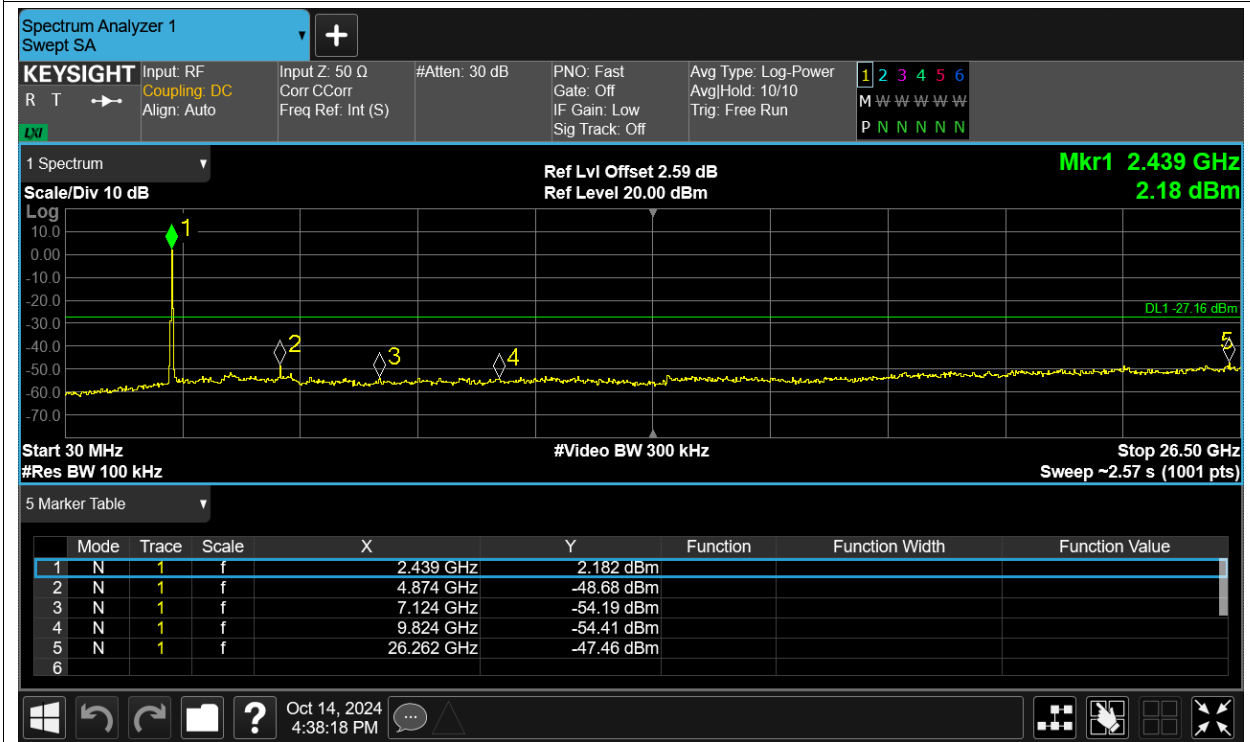 Spectrum Analyzer 1
Swept SA
+
KEYSIGHT
R T
LXI
Input: RF
Coupling: DC
Align: Auto
Input Z: 50 Ω
Corr CCorr
Freq Ref: Int (S)
#Atten: 30 dB
PNO: Fast
Gate: Off
IF Gain: Low
Sig Track: Off
Avg Type: Log-Power
Avg|Hold: 10/10
Trig: Free Run
1 2 3 4 5 6
M W W W W W
P N N N N N
1 Spectrum
Scale/Div 10 dB
Ref Lvl Offset 2.59 dB
Ref Level 20.00 dBm
Mkr1 2.439 GHz
2.18 dBm
Log
10.0
0.00
-10.0
-20.0
-30.0
-40.0
-50.0
-60.0
-70.0
1
2
3
4
5
DL1 -27.16 dBm
Start 30 MHz
#Video BW 300 kHz
Stop 26.50 GHz
#Res BW 100 kHz
Sweep ~2.57 s (1001 pts)
5 Marker Table
Mode Trace Scale X Y Function Function Width Function Value
1 N 1 f 2.439 GHz 2.182 dBm
2 N 1 f 4.874 GHz -48.68 dBm
3 N 1 f 7.124 GHz -54.19 dBm
4 N 1 f 9.824 GHz -54.41 dBm
5 N 1 f 26.262 GHz -47.46 dBm
6
?
Oct 14, 2024
4:38:18 PM